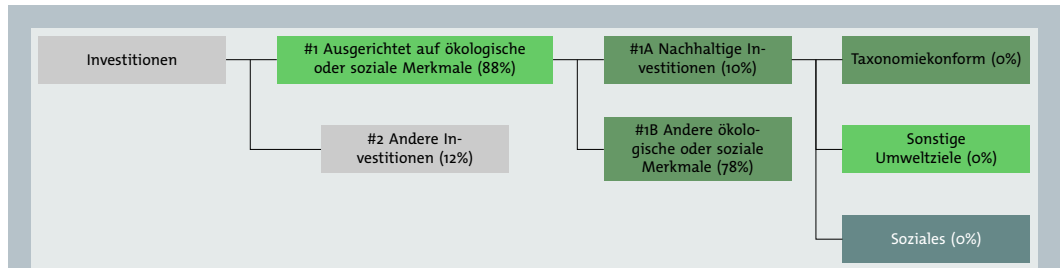 Investitionen
#1 Ausgerichtet auf ökologische
oder soziale Merkmale (88%)
#1A Nachhaltige In-
vestitionen (10%)
Taxonomiekonform (0%)
#2 Andere In-
vestitionen (12%)
#1B Andere ökolo-
gische oder soziale
Merkmale (78%)
Sonstige
Umweltziele (0%)
Soziales (0%)